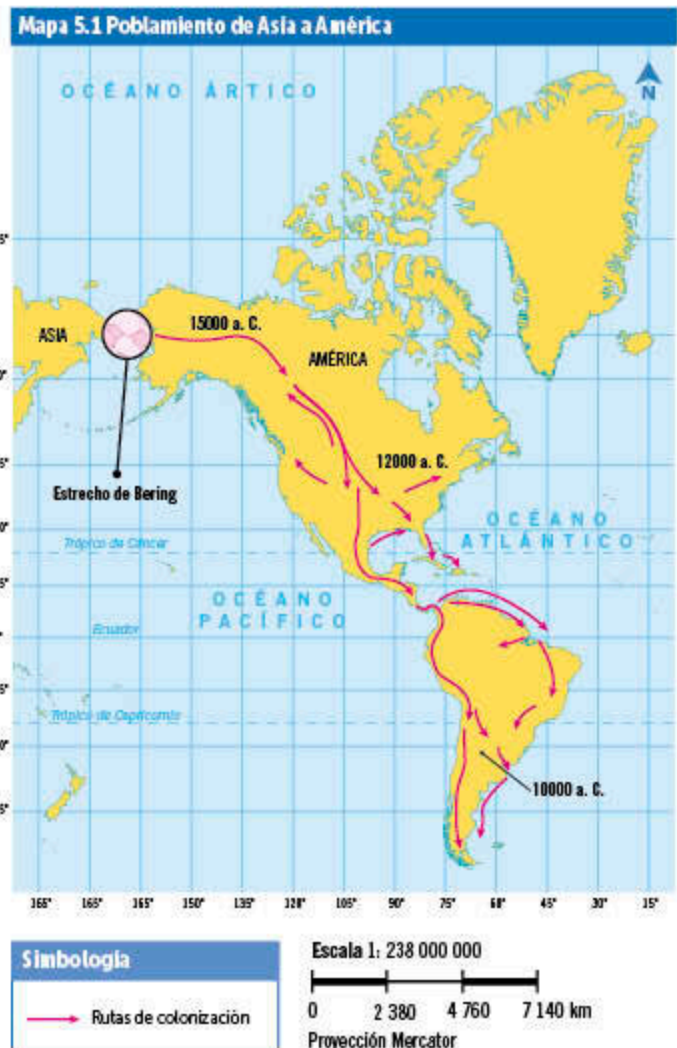 Mapa 5.1 Poblamiento de Asia a América
OCÉANO ÁRTICO
N
ASIA
15000 a. C.
AMÉRICA
12000 a. C.
Estrecho de Bering
OCÉANO
ATLÁNTICO
Trópico de Cáncer
OCÉANO
PACÍFICO
Ecuador
Trópico de Capricornio
10000 a. C.
165° 165° 150° 135° 120° 105° 90° 75° 60° 45° 30° 15°
Simbología
Rutas de colonización
Escala 1: 238 000 000
0 2 380 4 760 7 140 km
Proyección Mercator